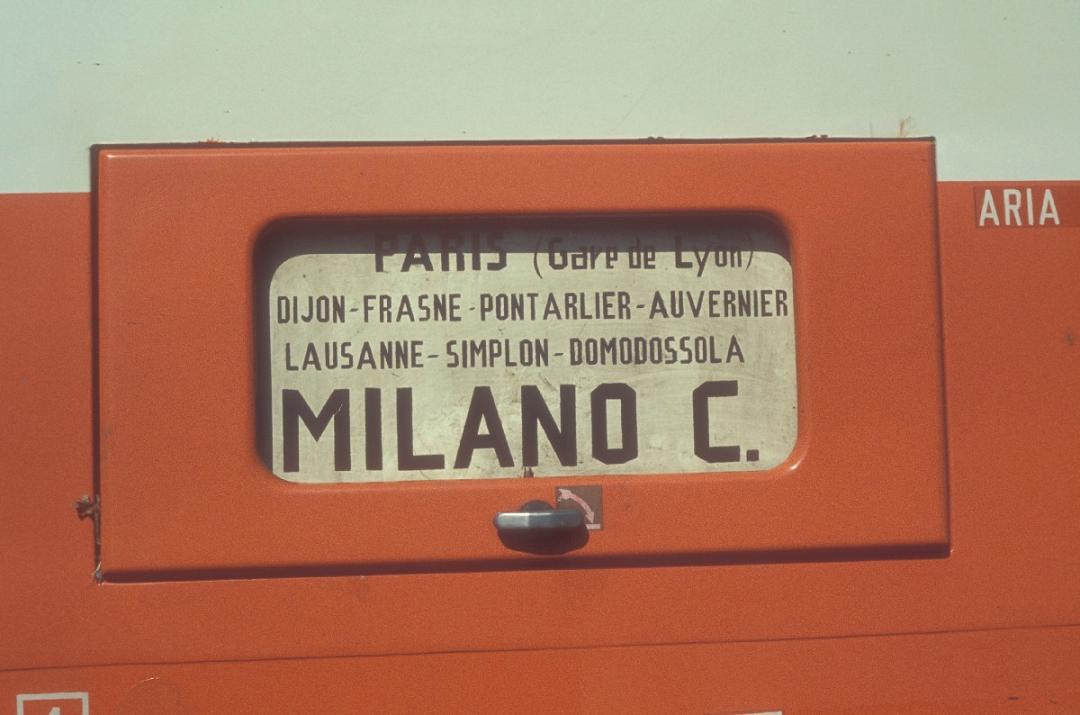 PARIS (Gare de Lyon)
DIJON-FRASNE-PONTARLIER-AUVERNIER
LAUSANNE-SIMPLON-DOMODOSSOLA
MILANO C.
ARIA